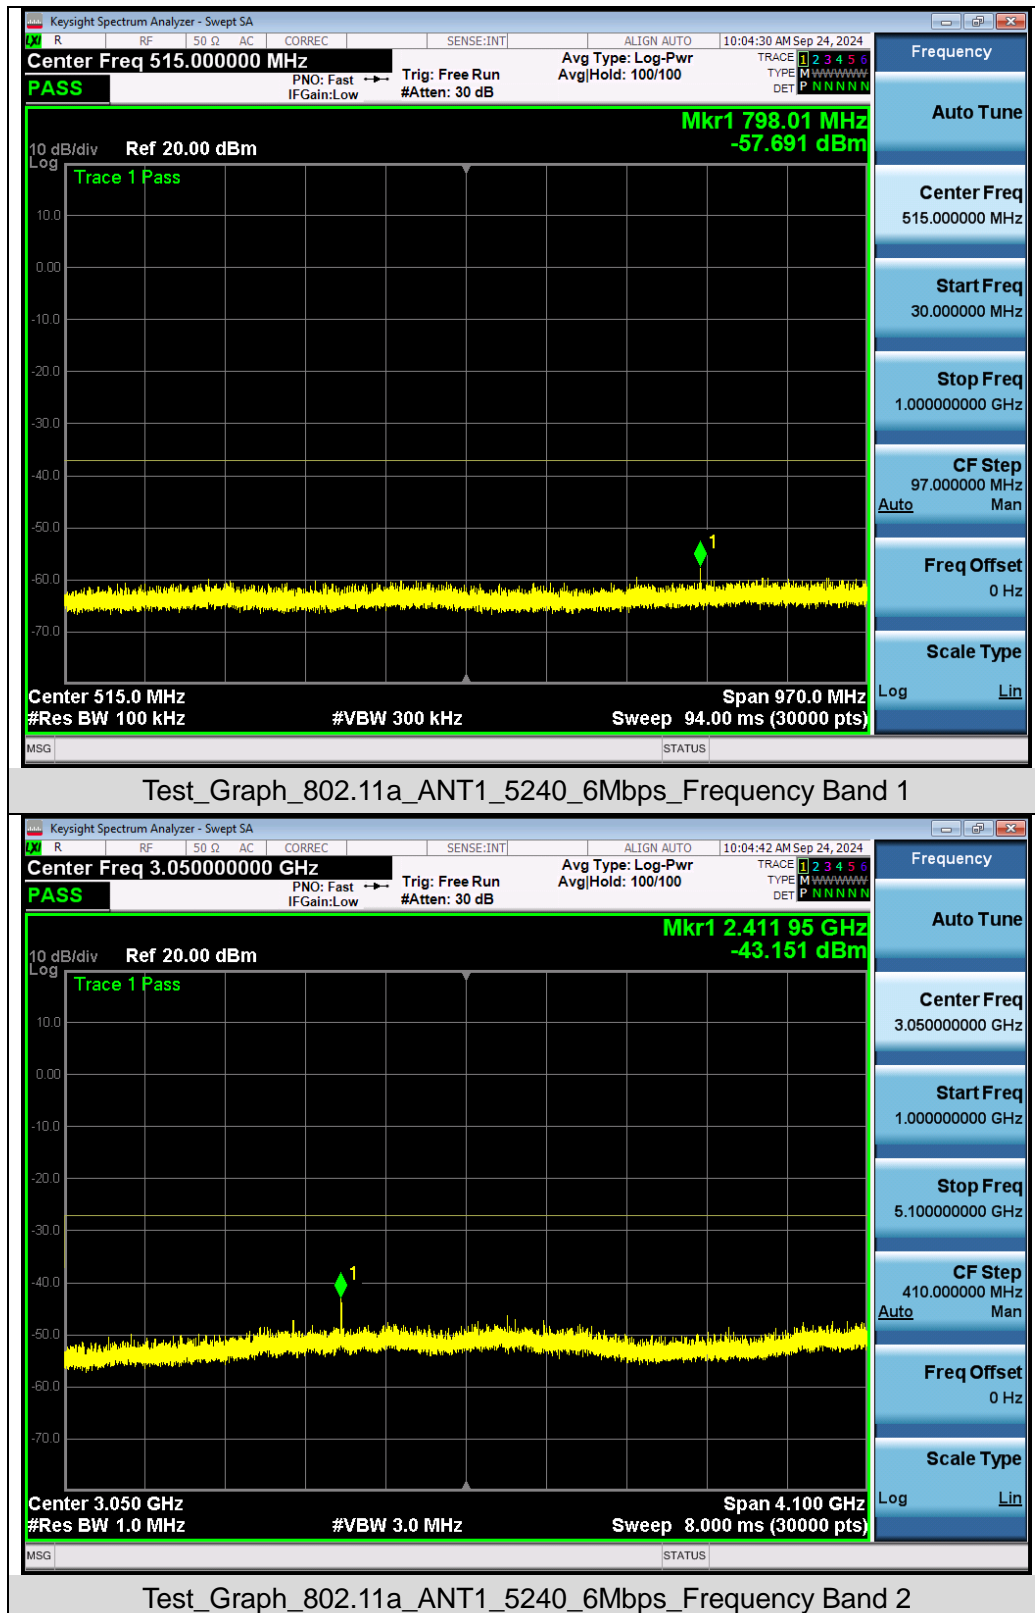 Keysight Spectrum Analyzer - Swept SA
LXI R RF 50 Ω AC CORREC SENSE:INT ALIGN AUTO 10:04:30 AM Sep 24, 2024
Center Freq 515.000000 MHz
PASS
PNO: Fast
IFGain:Low
Trig: Free Run
#Atten: 30 dB
Avg Type: Log-Pwr
Avg|Hold: 100/100
TRACE 1 2 3 4 5 6
TYPE M WWWWW
DET P N N N N N
Mkr1 798.01 MHz
-57.691 dBm
10 dB/div Ref 20.00 dBm
Log
Trace 1 Pass
10.0
0.00
-10.0
-20.0
-30.0
-40.0
-50.0
1
-60.0
-70.0
Center 515.0 MHz Span 970.0 MHz
#Res BW 100 kHz #VBW 300 kHz Sweep 94.00 ms (30000 pts)
MSG STATUS
Frequency
Auto Tune
Center Freq
515.000000 MHz
Start Freq
30.000000 MHz
Stop Freq
1.000000000 GHz
CF Step
97.000000 MHz
Auto Man
Freq Offset
0 Hz
Scale Type
Log Lin
Test_Graph_802.11a_ANT1_5240_6Mbps_Frequency Band 1
Keysight Spectrum Analyzer - Swept SA
LXI R RF 50 Ω AC CORREC SENSE:INT ALIGN AUTO 10:04:42 AM Sep 24, 2024
Center Freq 3.050000000 GHz
PASS
PNO: Fast
IFGain:Low
Trig: Free Run
#Atten: 30 dB
Avg Type: Log-Pwr
Avg|Hold: 100/100
TRACE 1 2 3 4 5 6
TYPE M WWWWW
DET P N N N N N
Mkr1 2.411 95 GHz
-43.151 dBm
10 dB/div Ref 20.00 dBm
Log
Trace 1 Pass
10.0
0.00
-10.0
-20.0
-30.0
-40.0
1
-50.0
-60.0
-70.0
Center 3.050 GHz Span 4.100 GHz
#Res BW 1.0 MHz #VBW 3.0 MHz Sweep 8.000 ms (30000 pts)
MSG STATUS
Frequency
Auto Tune
Center Freq
3.050000000 GHz
Start Freq
1.000000000 GHz
Stop Freq
5.100000000 GHz
CF Step
410.000000 MHz
Auto Man
Freq Offset
0 Hz
Scale Type
Log Lin
Test_Graph_802.11a_ANT1_5240_6Mbps_Frequency Band 2